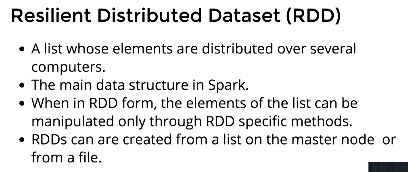 Resilient Distributed Dataset (RDD)
• A list whose elements are distributed over several
computers.
• The main data structure in Spark.
• When in RDD form, the elements of the list can be
manipulated only through RDD specific methods.
• RDDs can are created from a list on the master node or
from a file.